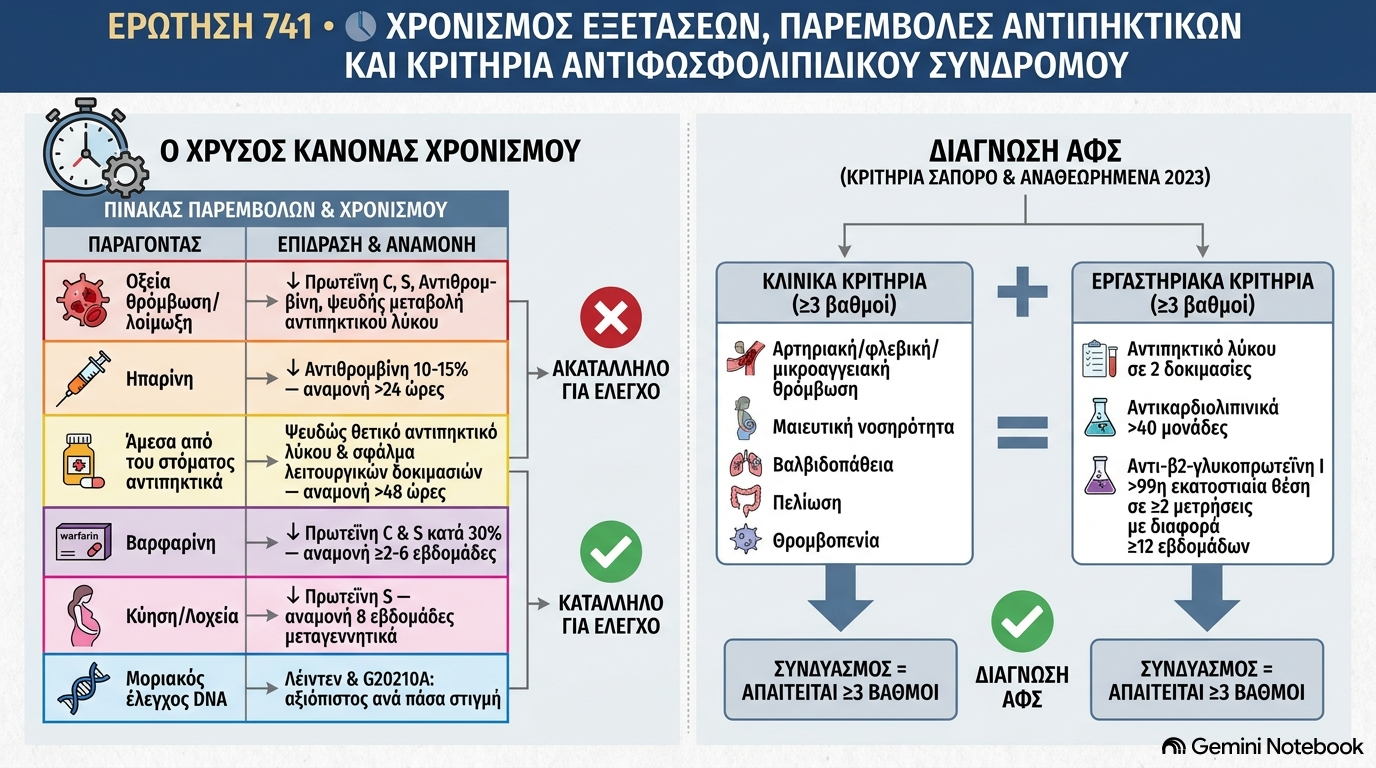 ΕΡΩΤΗΣΗ 741 • ΧΡΟΝΙΣΜΟΣ ΕΞΕΤΑΣΕΩΝ, ΠΑΡΕΜΒΟΛΕΣ ΑΝΤΙΠΗΚΤΙΚΩΝ
ΚΑΙ ΚΡΙΤΗΡΙΑ ΑΝΤΙΦΩΣΦΟΛΙΠΙΔΙΚΟΥ ΣΥΝΔΡΟΜΟΥ
Ο ΧΡΥΣΟΣ ΚΑΝΟΝΑΣ ΧΡΟΝΙΣΜΟΥ
ΠΙΝΑΚΑΣ ΠΑΡΕΜΒΟΛΩΝ & ΧΡΟΝΙΣΜΟΥ
ΠΑΡΑΓΟΝΤΑΣ
ΕΠΙΔΡΑΣΗ & ΑΝΑΜΟΝΗ
Οξεία
θρόμβωση/
λοίμωξη
↓ Πρωτεΐνη C, S, Αντιθρομ-
βίνη, ψευδής μεταβολή
αντιπηκτικού λύκου
Ηπαρίνη
↓ Αντιθρομβίνη 10-15%
— αναμονή >24 ώρες
Άμεσα από
του στόματος
αντιπηκτικά
Ψευδώς θετικό αντιπηκτικό
λύκου & σφάλμα
λειτουργικών δοκιμασιών
— αναμονή >48 ώρες
warfarin
Βαρφαρίνη
↓ Πρωτεΐνη C & S κατά 30%
— αναμονή ≥2-6 εβδομάδες
Κύηση/Λοχεία
↓ Πρωτεΐνη S —
αναμονή 8 εβδομάδες
μεταγεννητικά
Μοριακός
έλεγχος DNA
Λέιντεν & G20210A:
αξιόπιστος ανά πάσα στιγμή
ΑΚΑΤΑΛΛΗΛΟ
ΓΙΑ ΕΛΕΓΧΟ
ΚΑΤΑΛΛΗΛΟ
ΓΙΑ ΕΛΕΓΧΟ
ΔΙΑΓΝΩΣΗ ΑΦΣ
(ΚΡΙΤΗΡΙΑ ΣΑΠΟΡΟ & ΑΝΑΘΕΩΡΗΜΕΝΑ 2023)
ΚΛΙΝΙΚΑ ΚΡΙΤΗΡΙΑ
(≥3 βαθμοί)
Αρτηριακή/φλεβική/
μικροαγγειακή
θρόμβωση
Μαιευτική νοσηρότητα
Βαλβιδοπάθεια
Πελίωση
Θρομβοπενία
+
=
ΕΡΓΑΣΤΗΡΙΑΚΑ ΚΡΙΤΗΡΙΑ
(≥3 βαθμοί)
Αντιπηκτικό λύκου
σε 2 δοκιμασίες
Αντικαρδιολιπινικά
>40 μονάδες
Αντι-β2-γλυκοπρωτεΐνη Ι
>99η εκατοστιαία θέση
σε ≥2 μετρήσεις
με διαφορά
≥12 εβδομάδων
ΣΥΝΔΥΑΣΜΟΣ =
ΑΠΑΙΤΕΙΤΑΙ ≥3 ΒΑΘΜΟΙ
ΔΙΑΓΝΩΣΗ
ΑΦΣ
ΣΥΝΔΥΑΣΜΟΣ =
ΑΠΑΙΤΕΙΤΑΙ ≥3 ΒΑΘΜΟΙ
Gemini Notebook